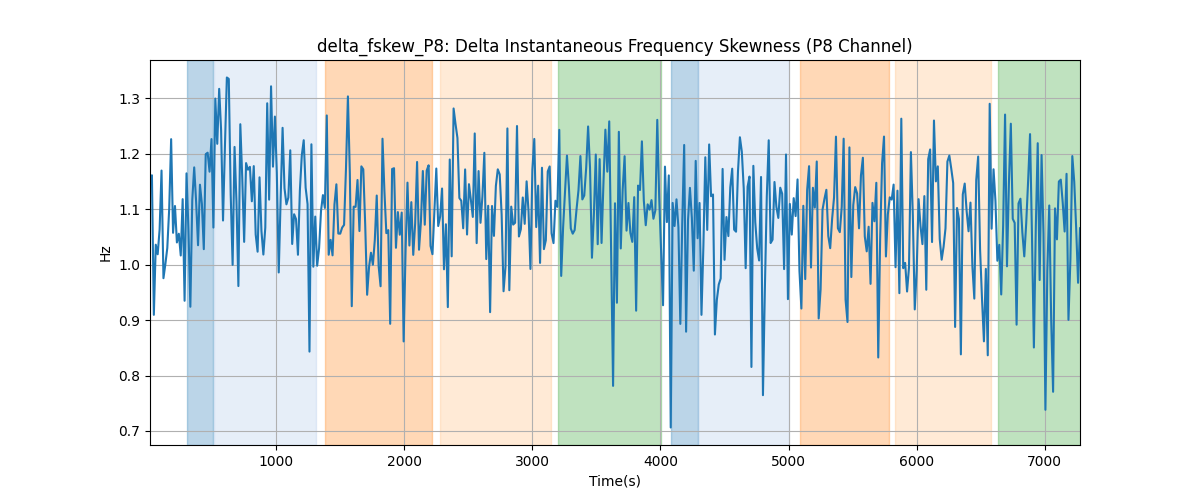 delta_fskew_P8: Delta Instantaneous Frequency Skewness (P8 Channel)
Hz
1.3
1.2
1.1
1.0
0.9
0.8
0.7
1000 2000 3000 4000 5000 6000 7000
Time(s)